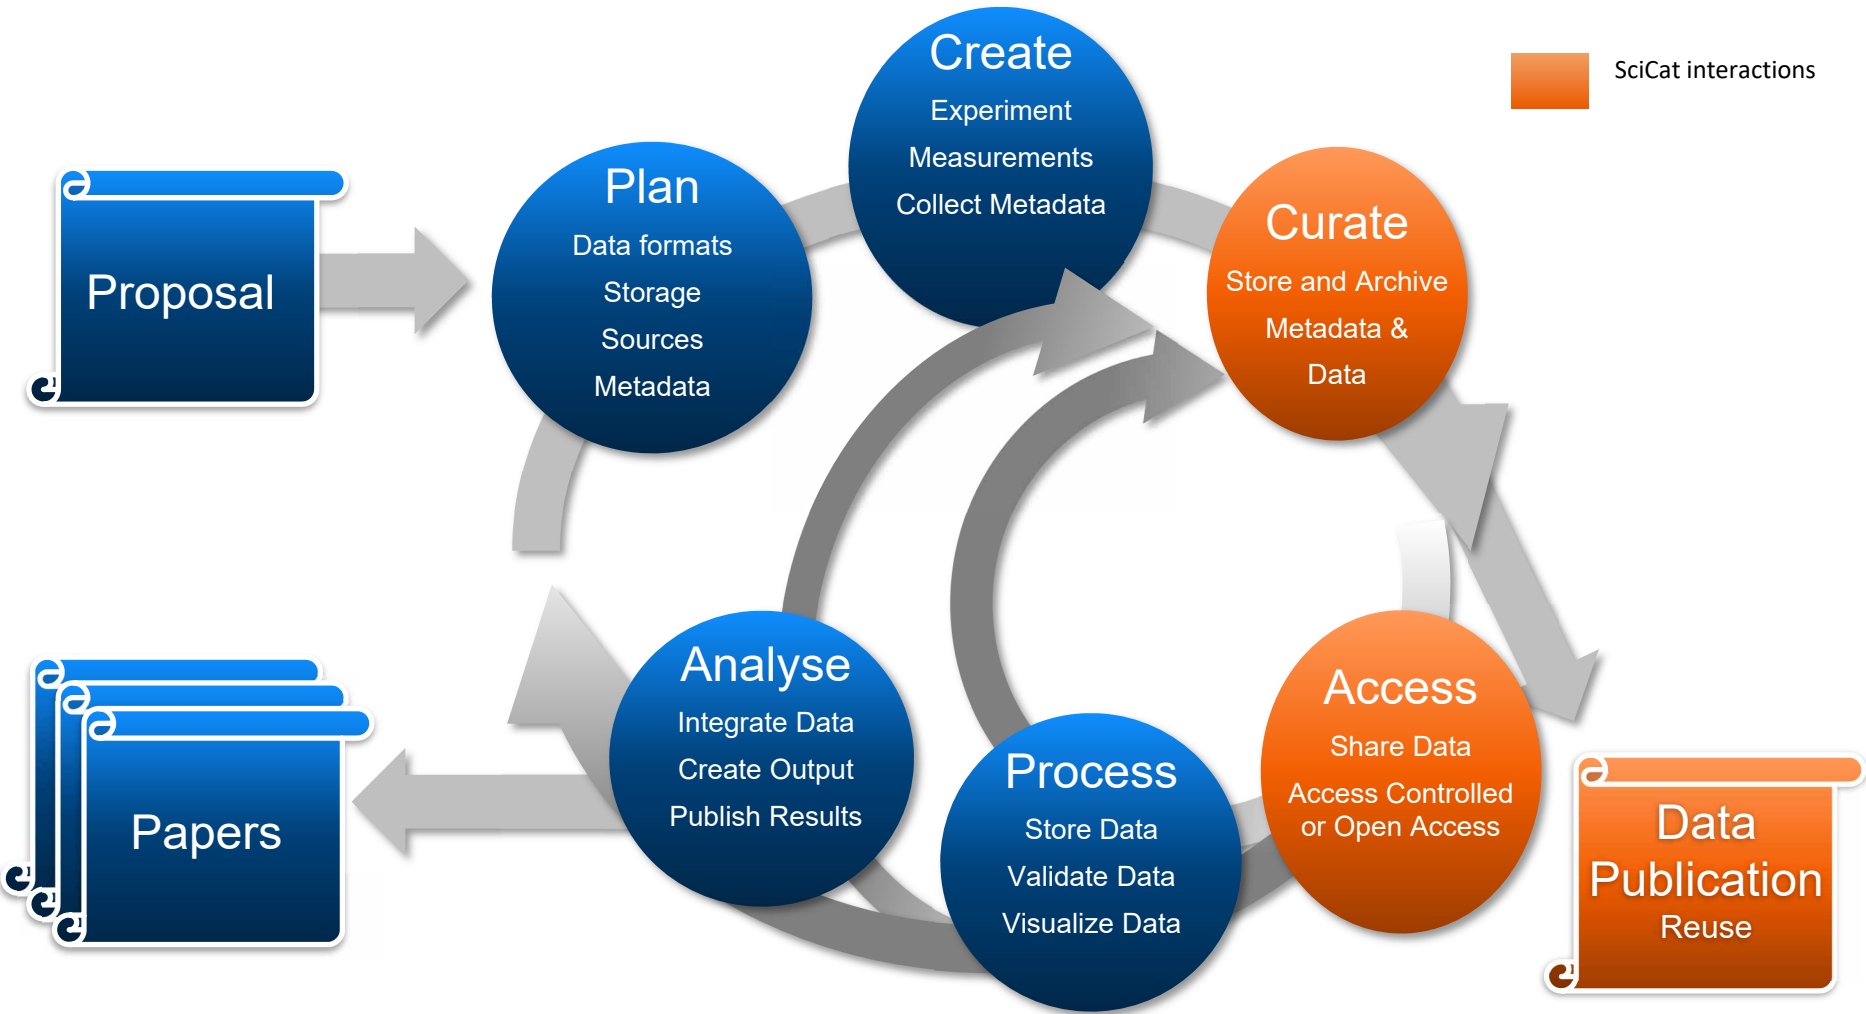 SciCat interactions
Proposal
Plan
Data formats
Storage
Sources
Metadata
Create
Experiment
Measurements
Collect Metadata
Curate
Store and Archive
Metadata &
Data
Access
Share Data
Access Controlled
or Open Access
Process
Store Data
Validate Data
Visualize Data
Analyse
Integrate Data
Create Output
Publish Results
Papers
Data
Publication
Reuse